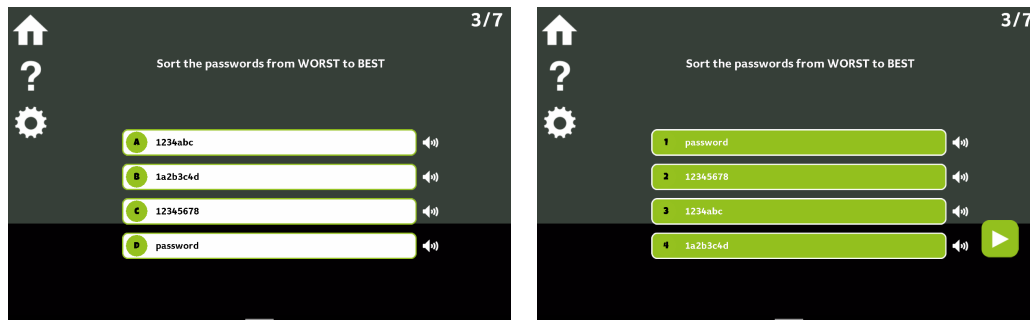 3/7
Sort the passwords from WORST to BEST
A 1234abc
B 1a2b3c4d
C 12345678
D password
3/7
Sort the passwords from WORST to BEST
1 password
2 12345678
3 1234abc
4 1a2b3c4d